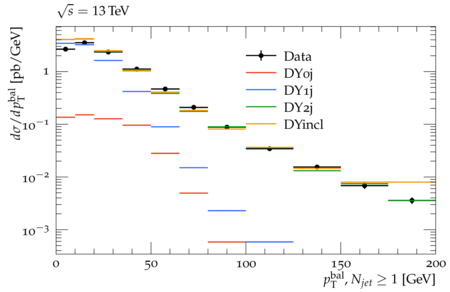 √s = 13 TeV
dσ/dp_T^bal [pb/GeV]
1
10⁻¹
10⁻²
10⁻³
Data
DY0j
DY1j
DY2j
DYincl
0 50 100 150 200
p_T^bal, N_jet ≥ 1 [GeV]